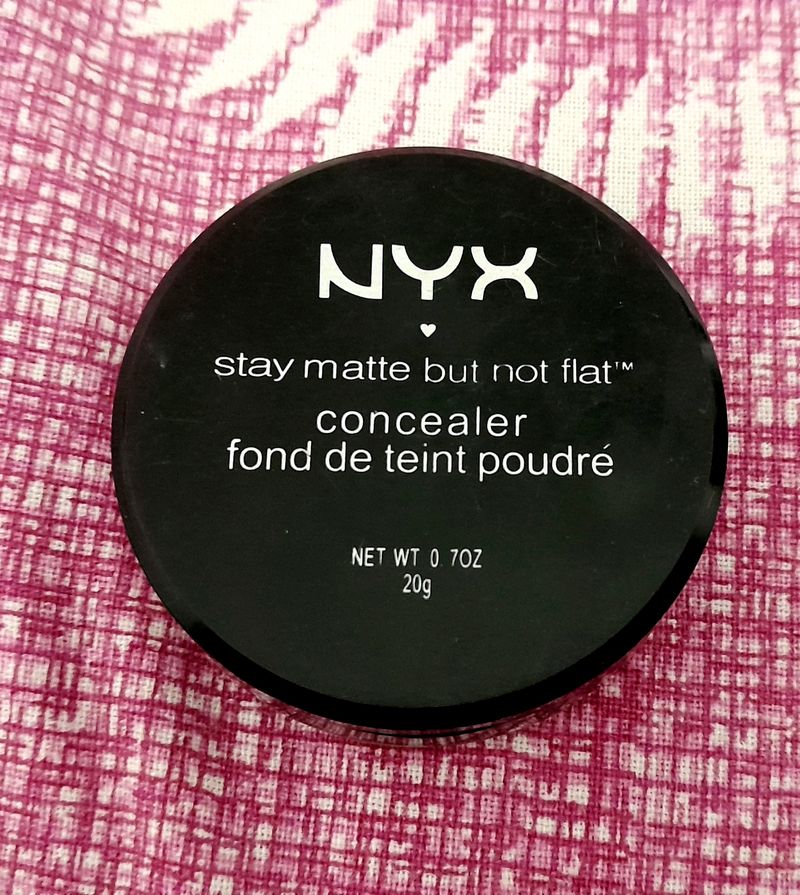 NYX
stay matte but not flat™
concealer
fond de teint poudré
NET WT 0.7OZ
20g